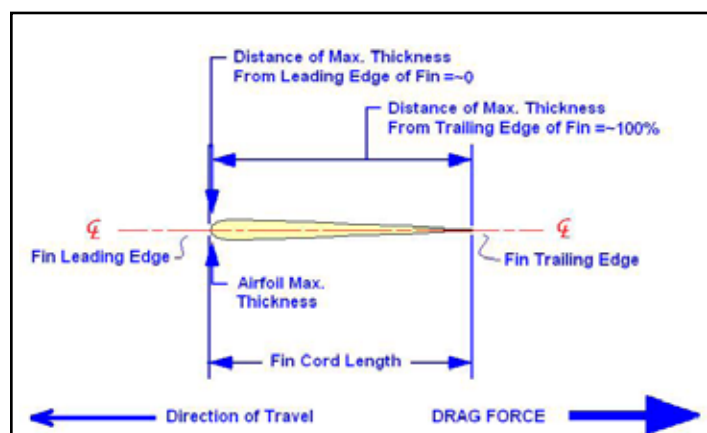 Distance of Max. Thickness
From Leading Edge of Fin =~0
Distance of Max. Thickness
From Trailing Edge of Fin =~100%
℄
℄
Fin Leading Edge
Fin Trailing Edge
Airfoil Max.
Thickness
Fin Cord Length
Direction of Travel
DRAG FORCE